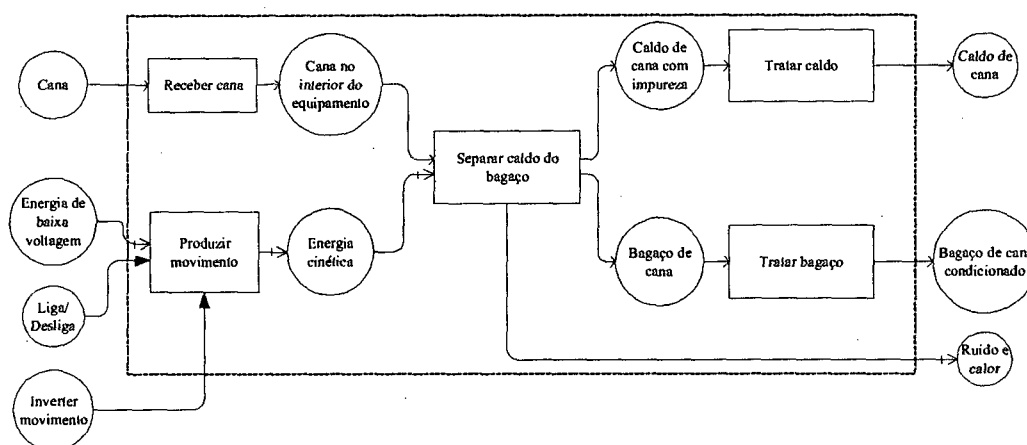 Cana
Receber cana
Cana no
interior do
equipamento
Caldo de
cana com
impureza
Tratar caldo
Caldo de
cana
Separar caldo do
bagaço
Energia de
baixa
voltagem
Produzir
movimento
Energia
cinética
Bagaço de
cana
Tratar bagaço
Bagaço de cana
condicionado
Liga/
Desliga
Ruido e
calor
Inverter
movimento